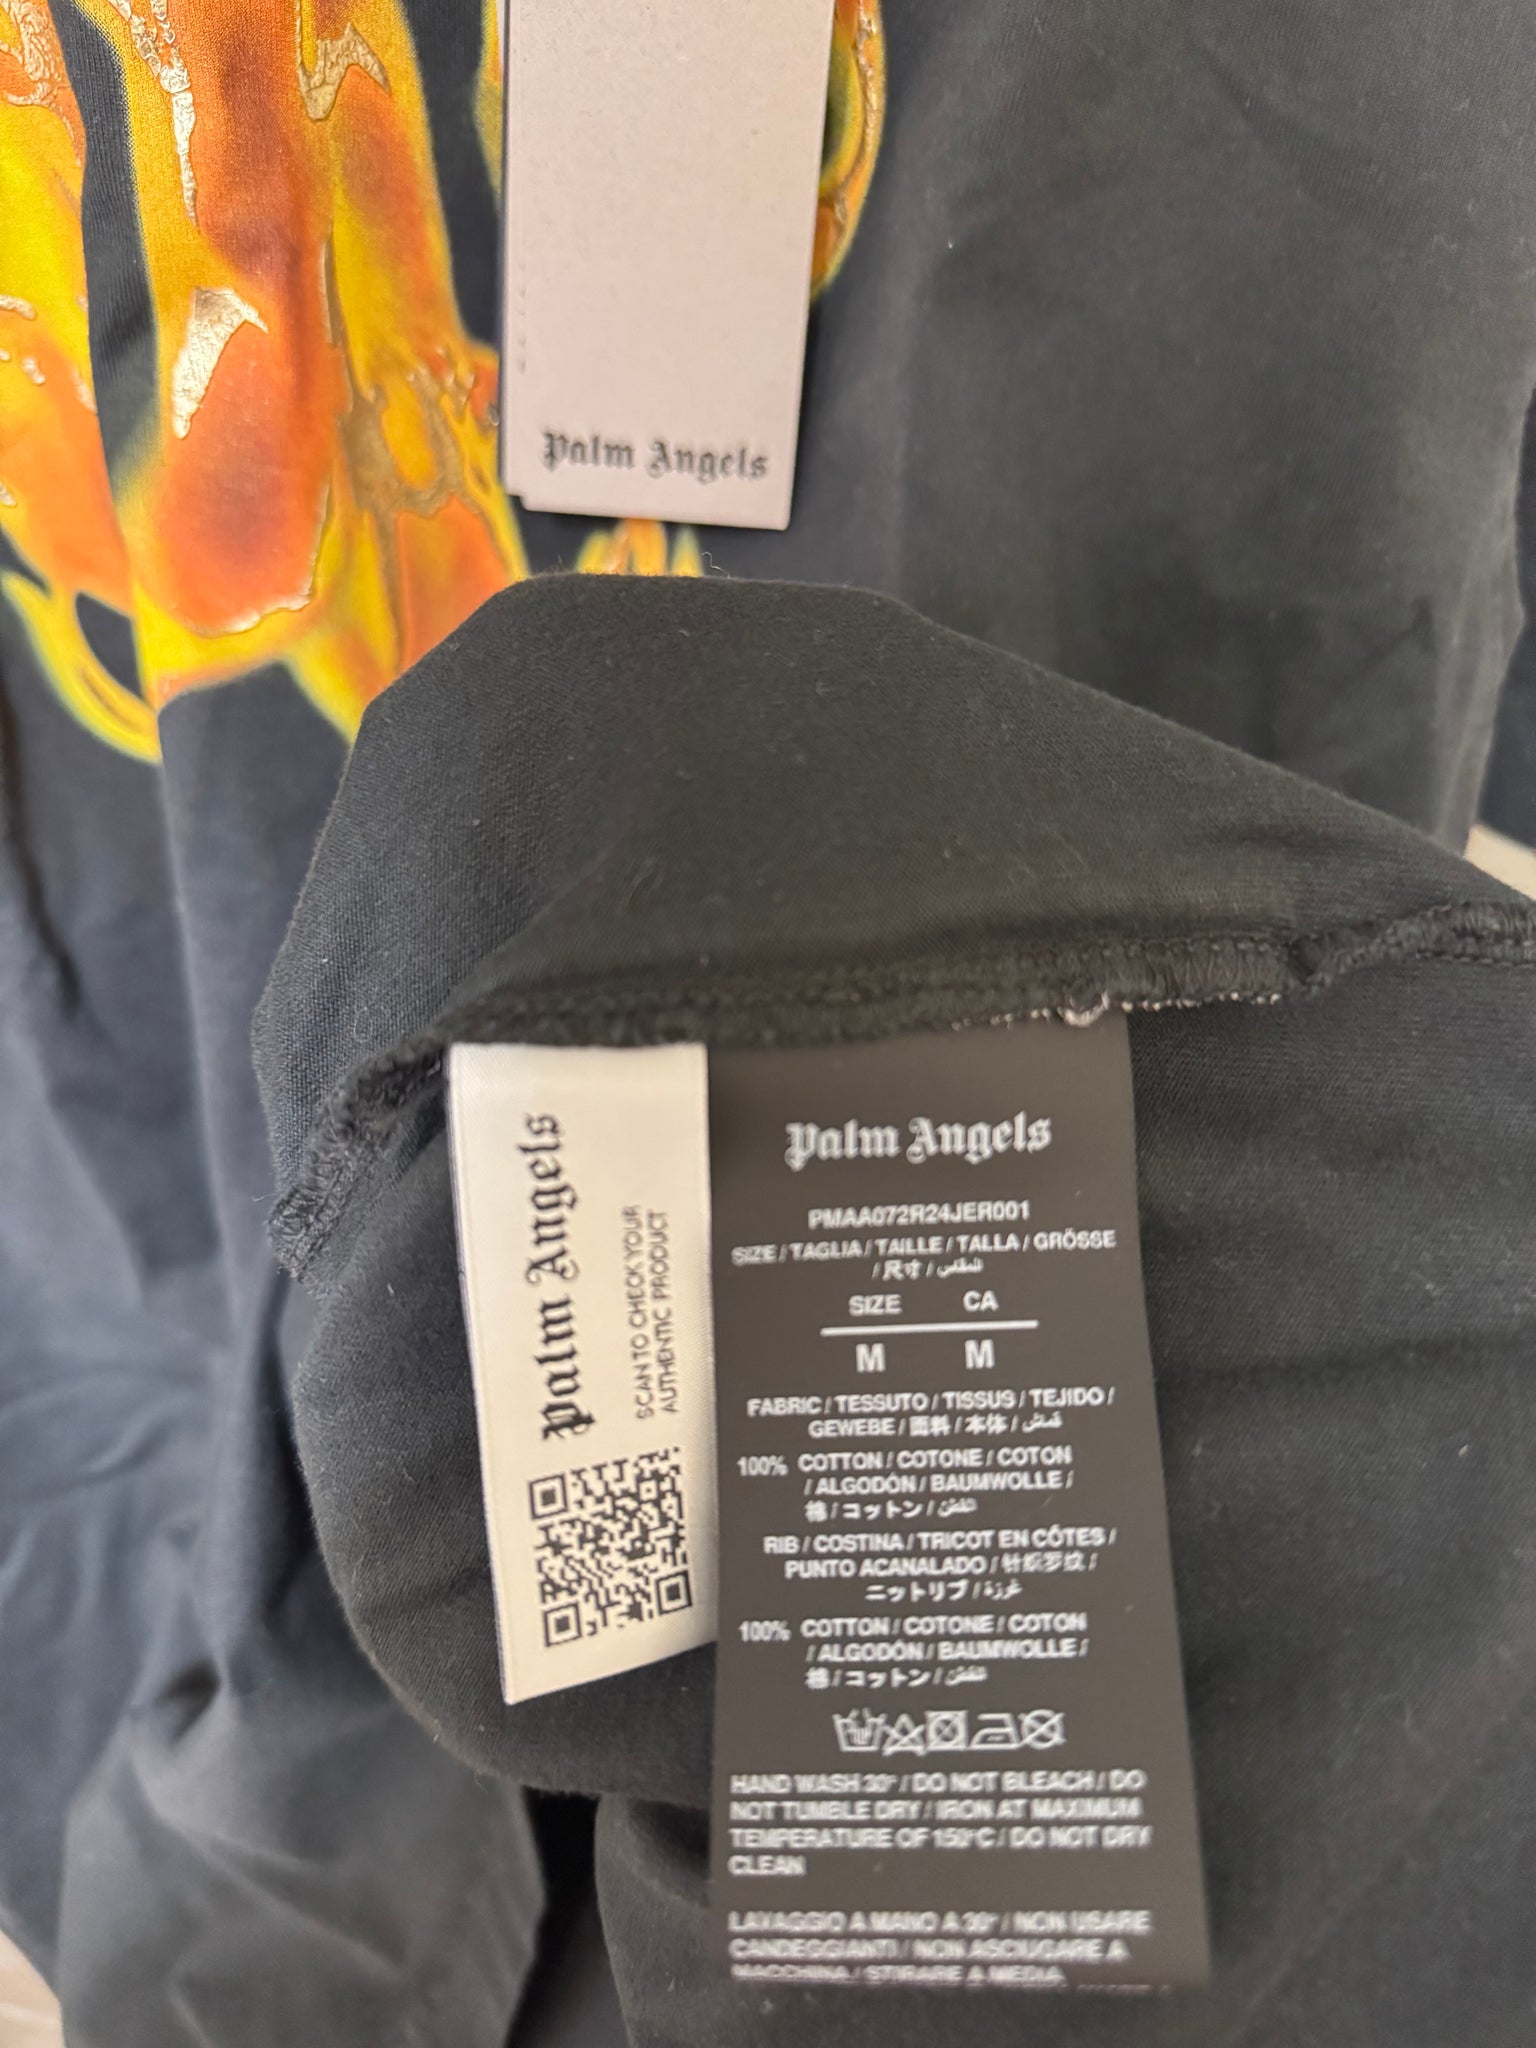 Palm Angels
Palm Angels
SCAN TO CHECK YOUR
AUTHENTIC PRODUCT
Palm Angels
PMAA072R24JER001
SIZE / TAGLIA / TAILLE / TALLA / GRÖSSE
/ 尺寸 / المقاس
SIZE CA
M M
FABRIC / TESSUTO / TISSUS / TEJIDO /
GEWEBE / 面料 / 本体 / قماش
100% COTTON / COTONE / COTON
/ ALGODÓN / BAUMWOLLE /
棉 / コットン / القطن
RIB / COSTINA / TRICOT EN CÔTES /
PUNTO ACANALADO / 针织罗纹 /
ニットリブ /
100% COTTON / COTONE / COTON
/ ALGODÓN / BAUMWOLLE /
棉 / コットン / القطن
HAND WASH 30° / DO NOT BLEACH / DO
NOT TUMBLE DRY / IRON AT MAXIMUM
TEMPERATURE OF 150°C / DO NOT DRY
CLEAN
LAVAGGIO A MANO A 30° / NON USARE
CANDEGGIANTI / NON ASCIUGARE A
MACCHINA / STIRARE A MEDIA